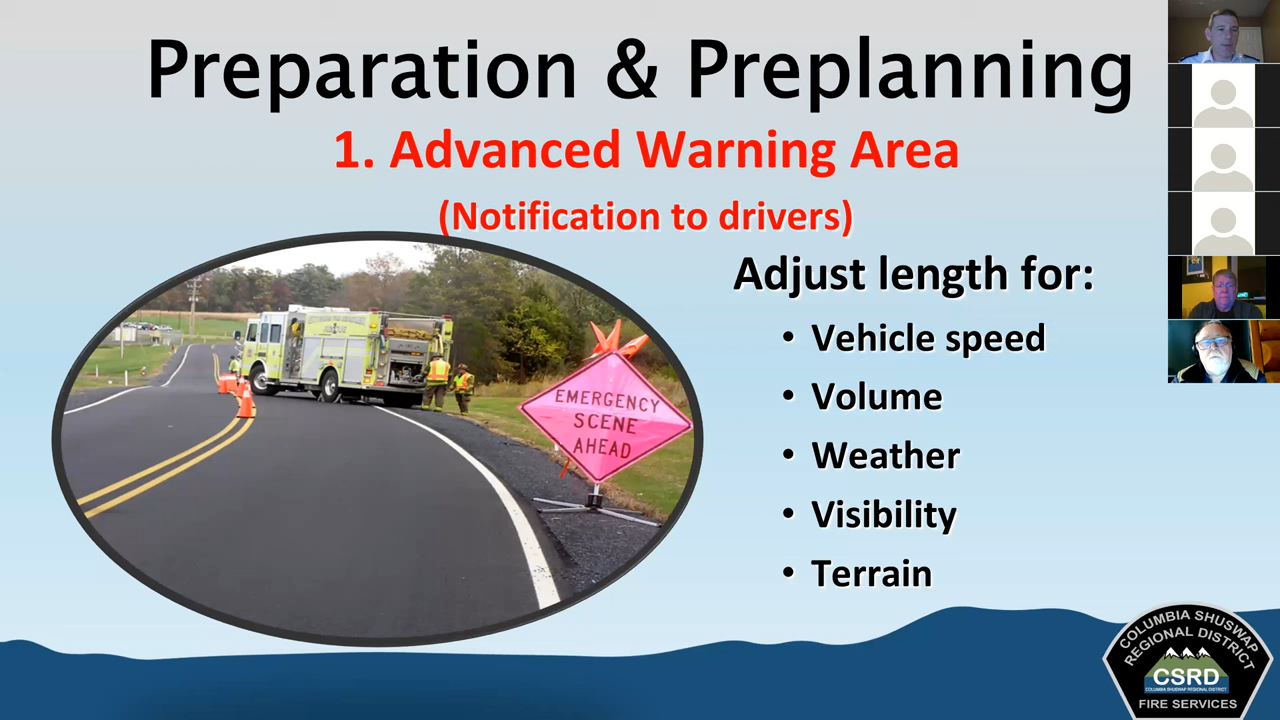 Preparation & Preplanning
1. Advanced Warning Area
(Notification to drivers)
EMERGENCY
SCENE
AHEAD
Adjust length for:
• Vehicle speed
• Volume
• Weather
• Visibility
• Terrain
COLUMBIA SHUSWAP
REGIONAL DISTRICT
CSRD
COLUMBIA SHUSWAP REGIONAL DISTRICT
FIRE SERVICES